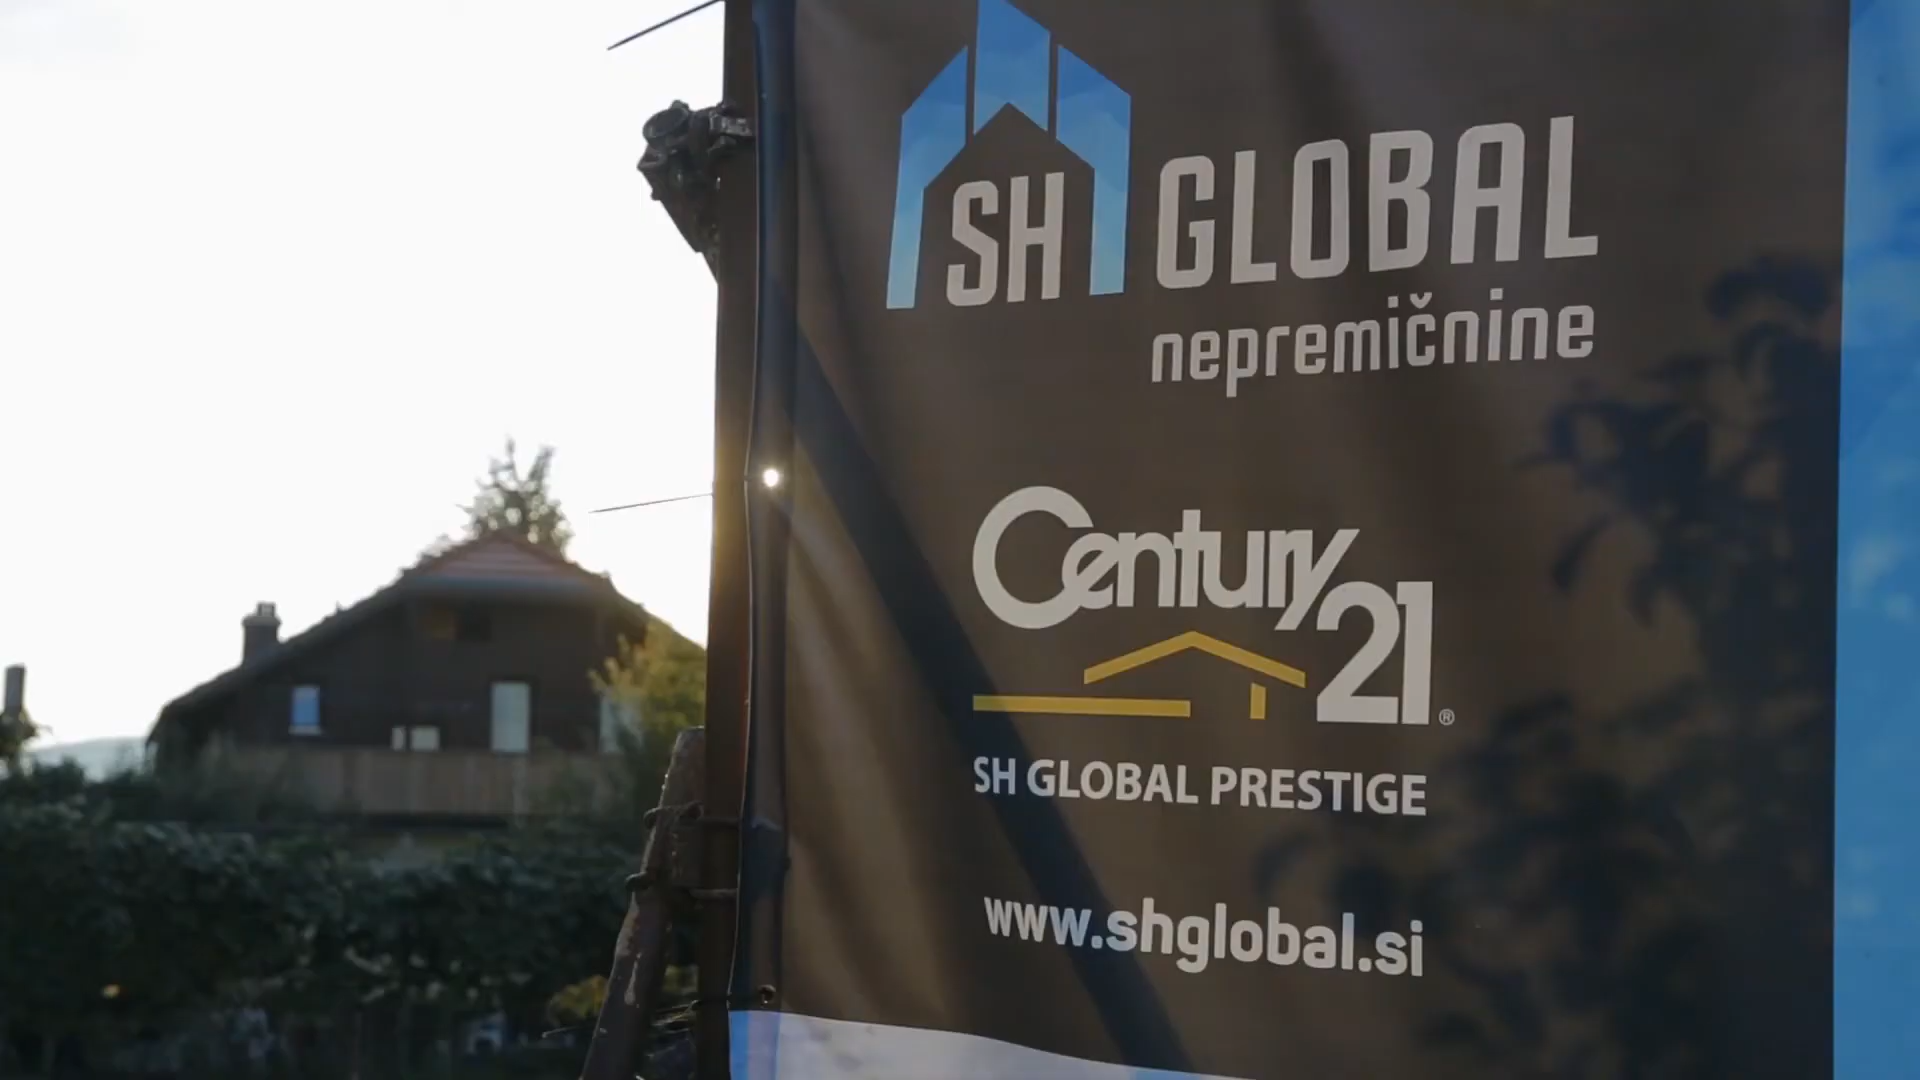 SH GLOBAL
nepremičnine
Century 21®
SH GLOBAL PRESTIGE
www.shglobal.si